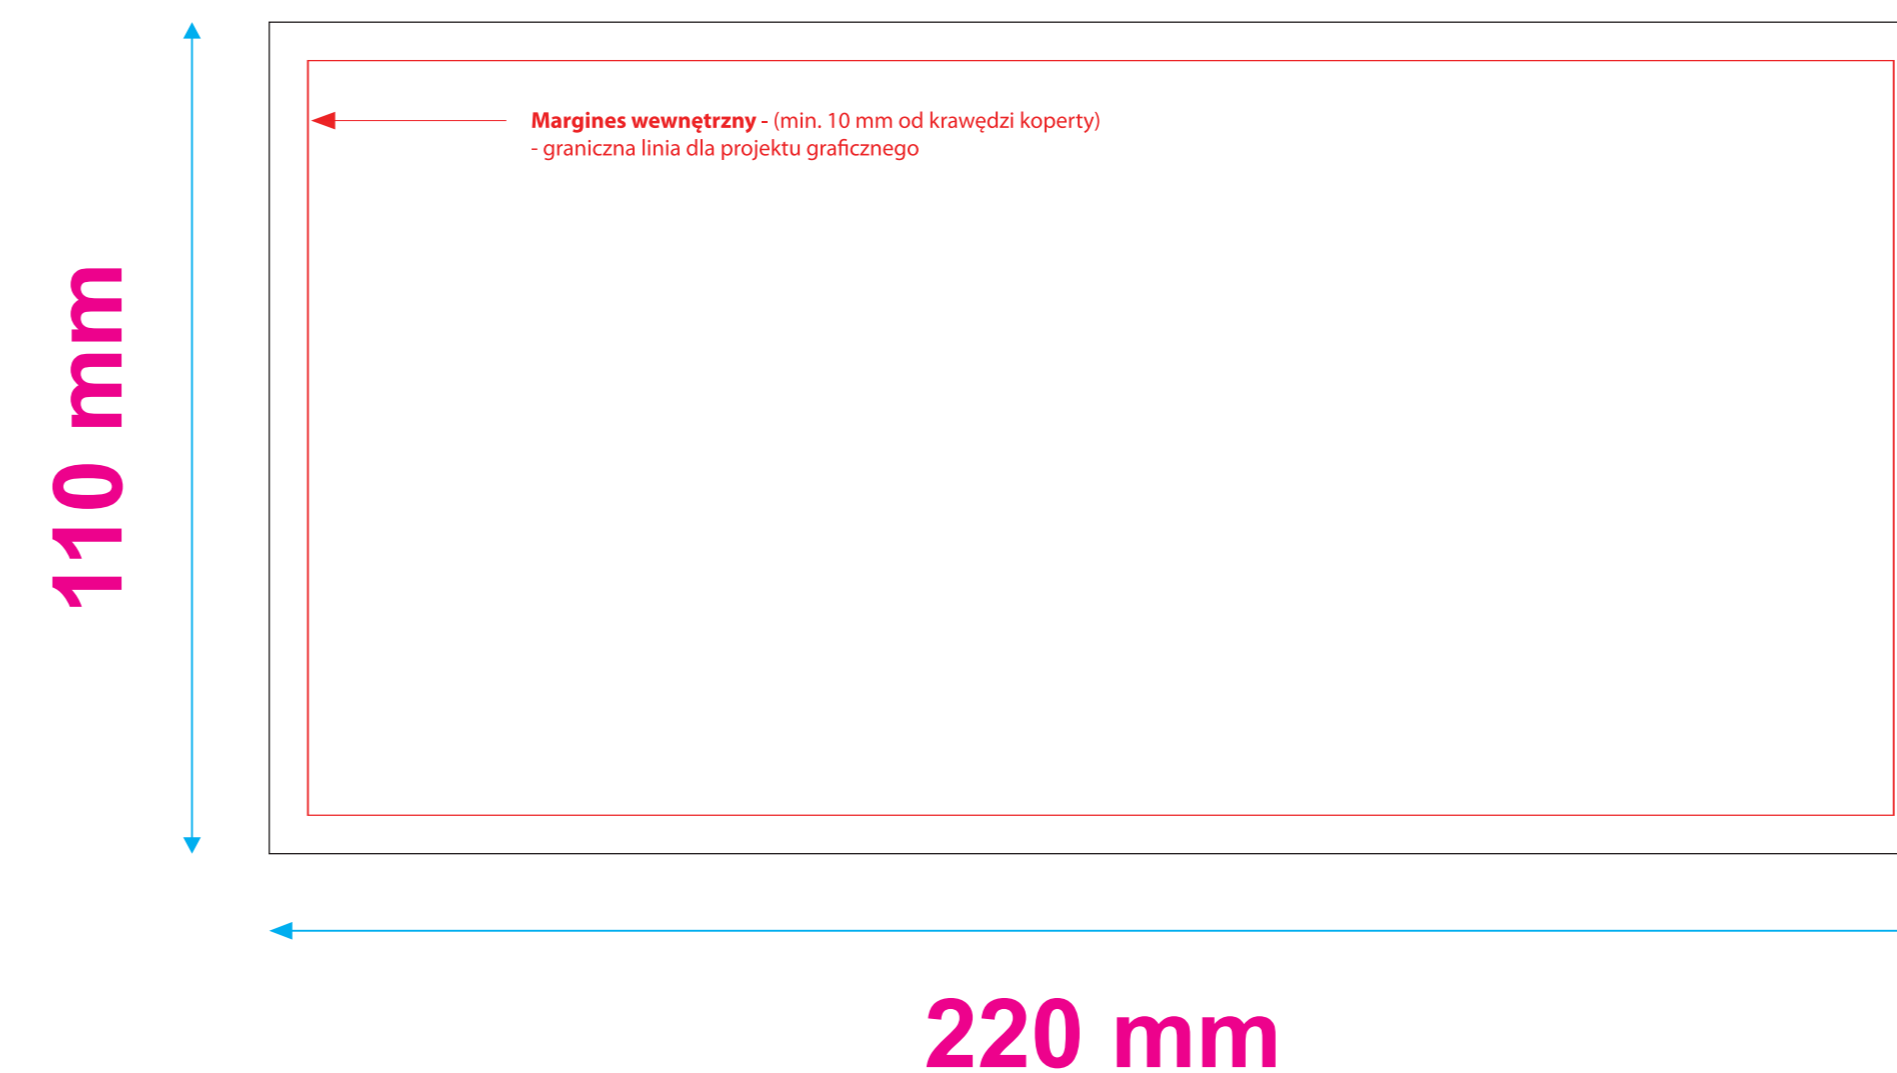 Margines wewnętrzny - (min. 10 mm od krawędzi koperty)
- graniczna linia dla projektu graficznego
110 mm
220 mm